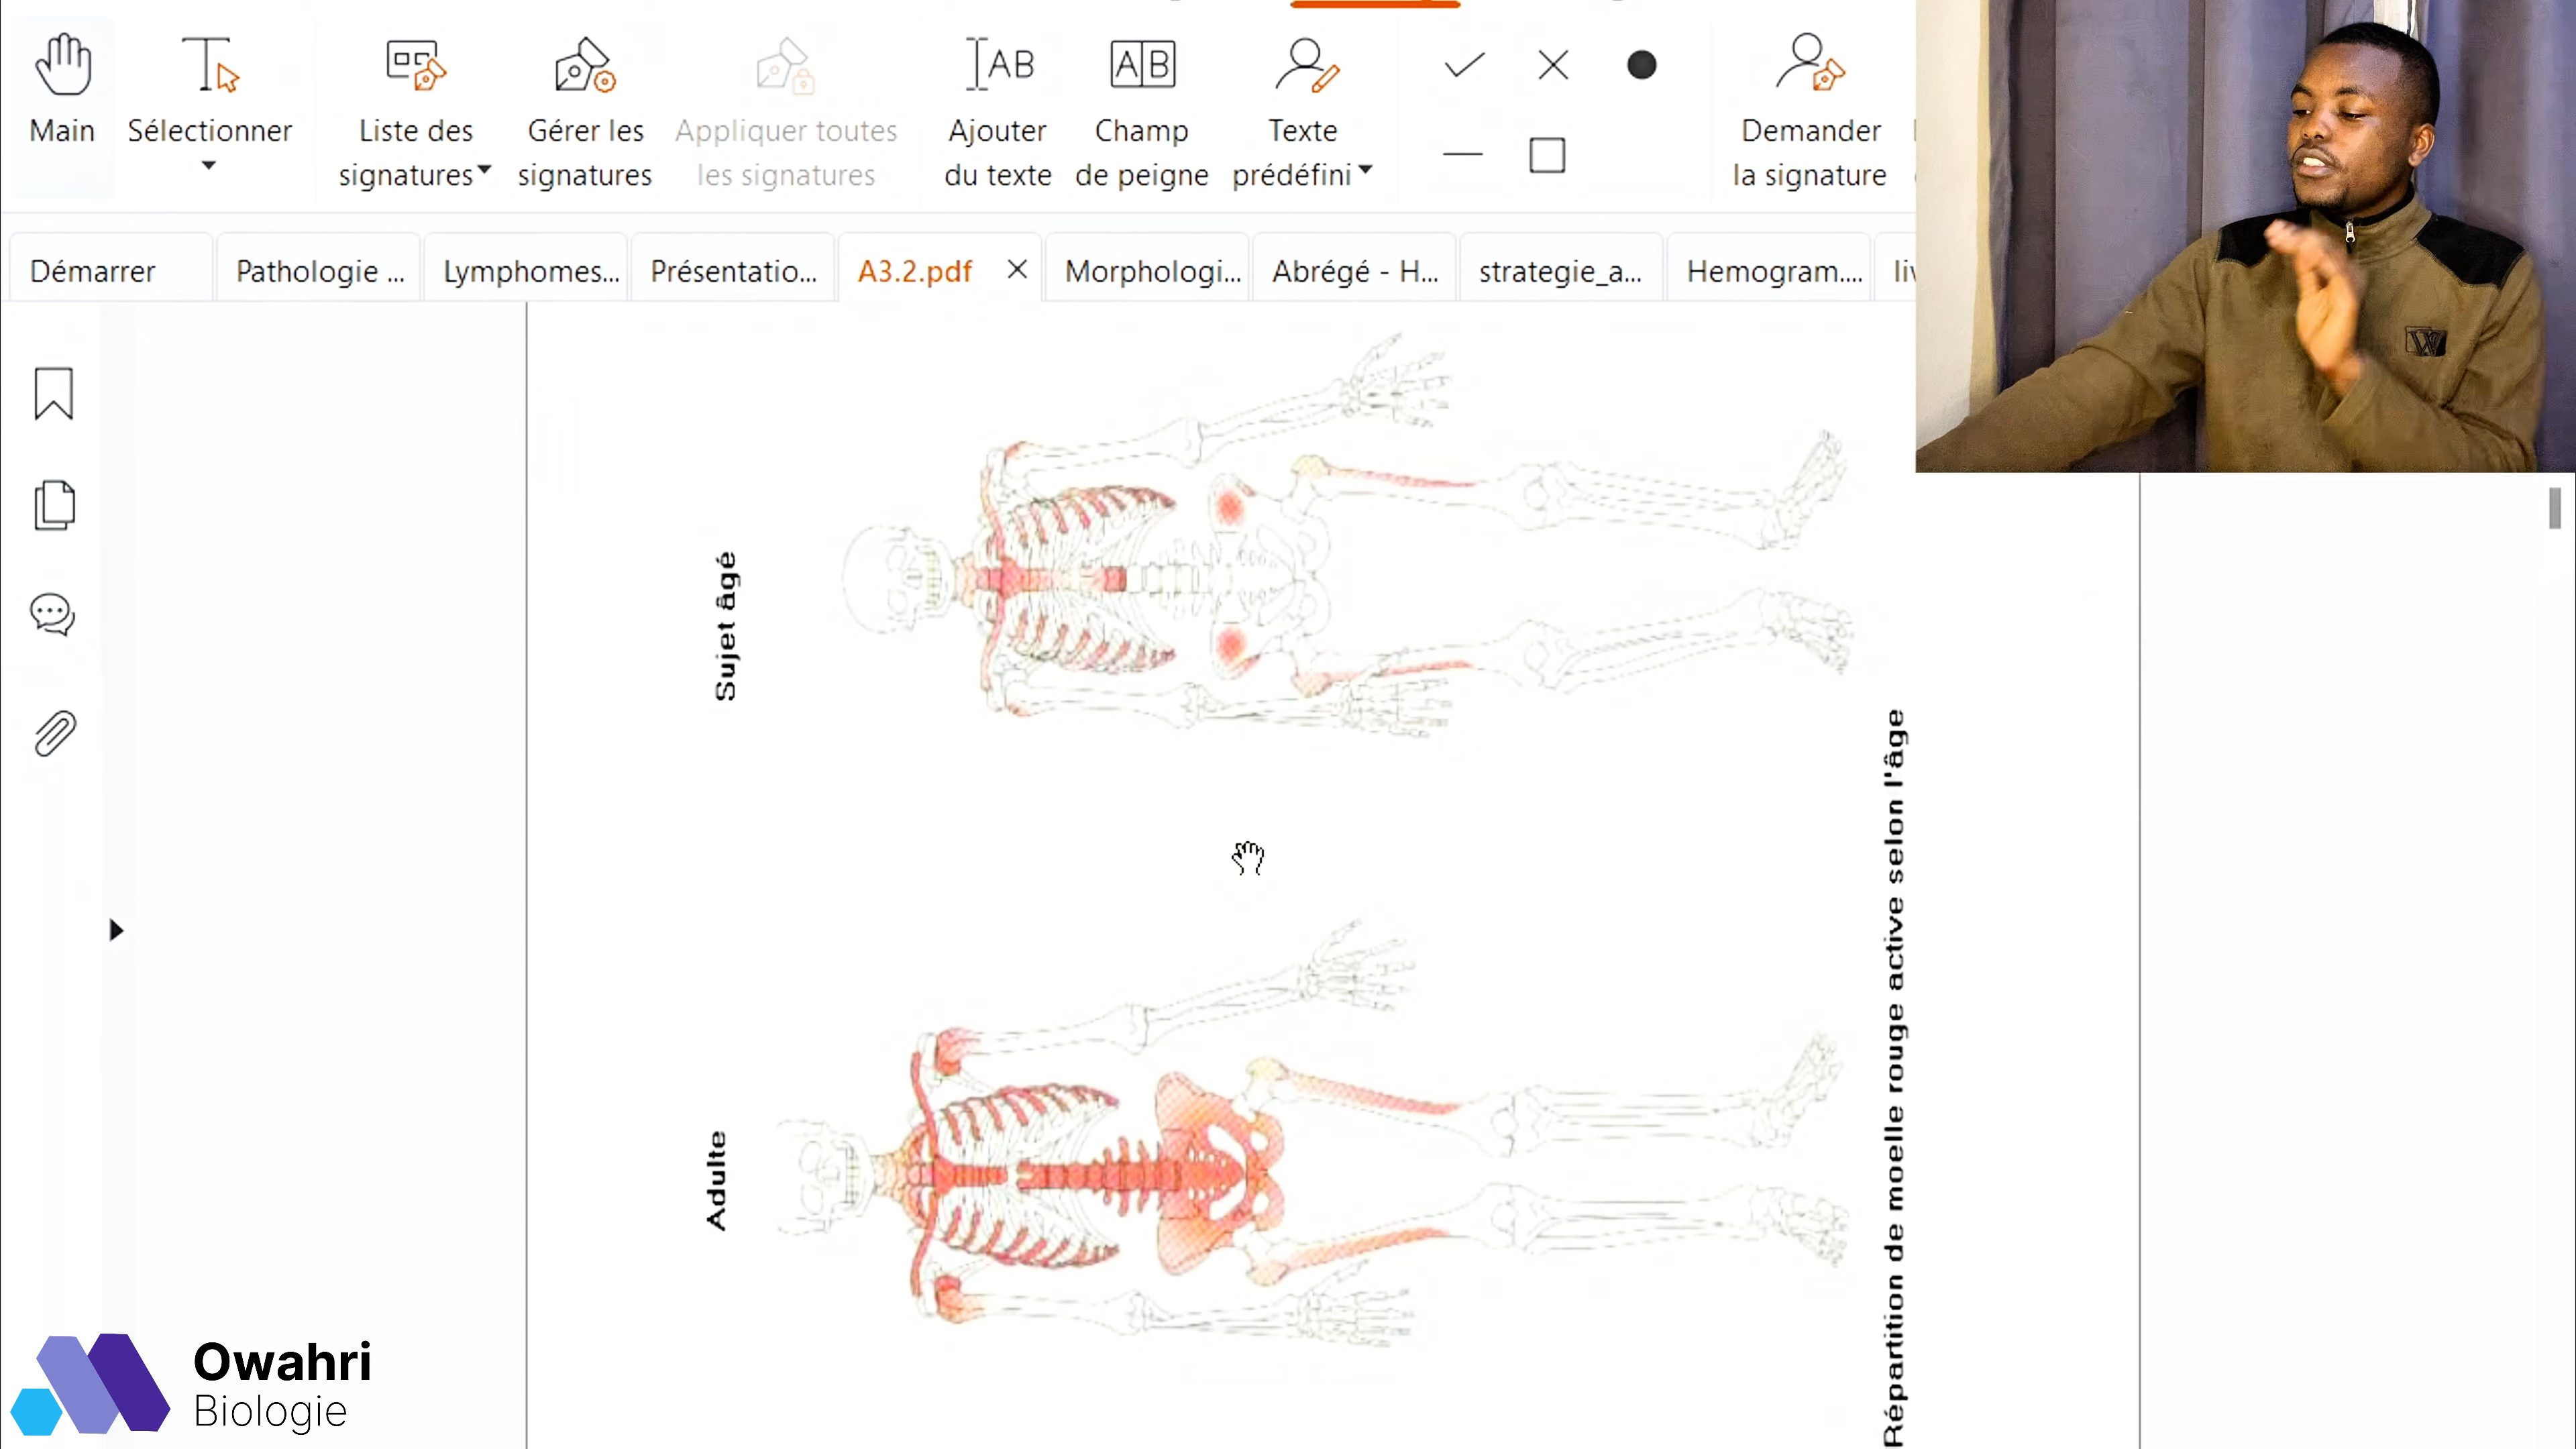 Main
Sélectionner
Liste des
signatures
Gérer les
signatures
Appliquer toutes
les signatures
Ajouter
du texte
Champ
de peigne
Texte
prédéfini
Demander
la signature
AB
A B
Démarrer
Pathologie ...
Lymphomes...
Présentatio...
A3.2.pdf
Morphologi...
Abrégé - H...
strategie_a...
Hemogram....
liv
Sujet âgé
Adulte
Répartition de moelle rouge active selon l'âge
W
Owahri
Biologie